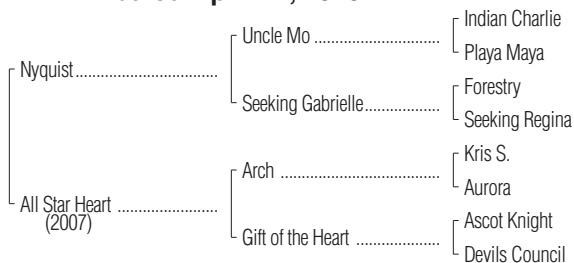 Indian Charlie
Uncle Mo
Playa Maya
Nyquist
Forestry
Seeking Gabrielle
Seeking Regina
Kris S.
Arch
Aurora
All Star Heart
(2007)
Ascot Knight
Gift of the Heart
Devils Council